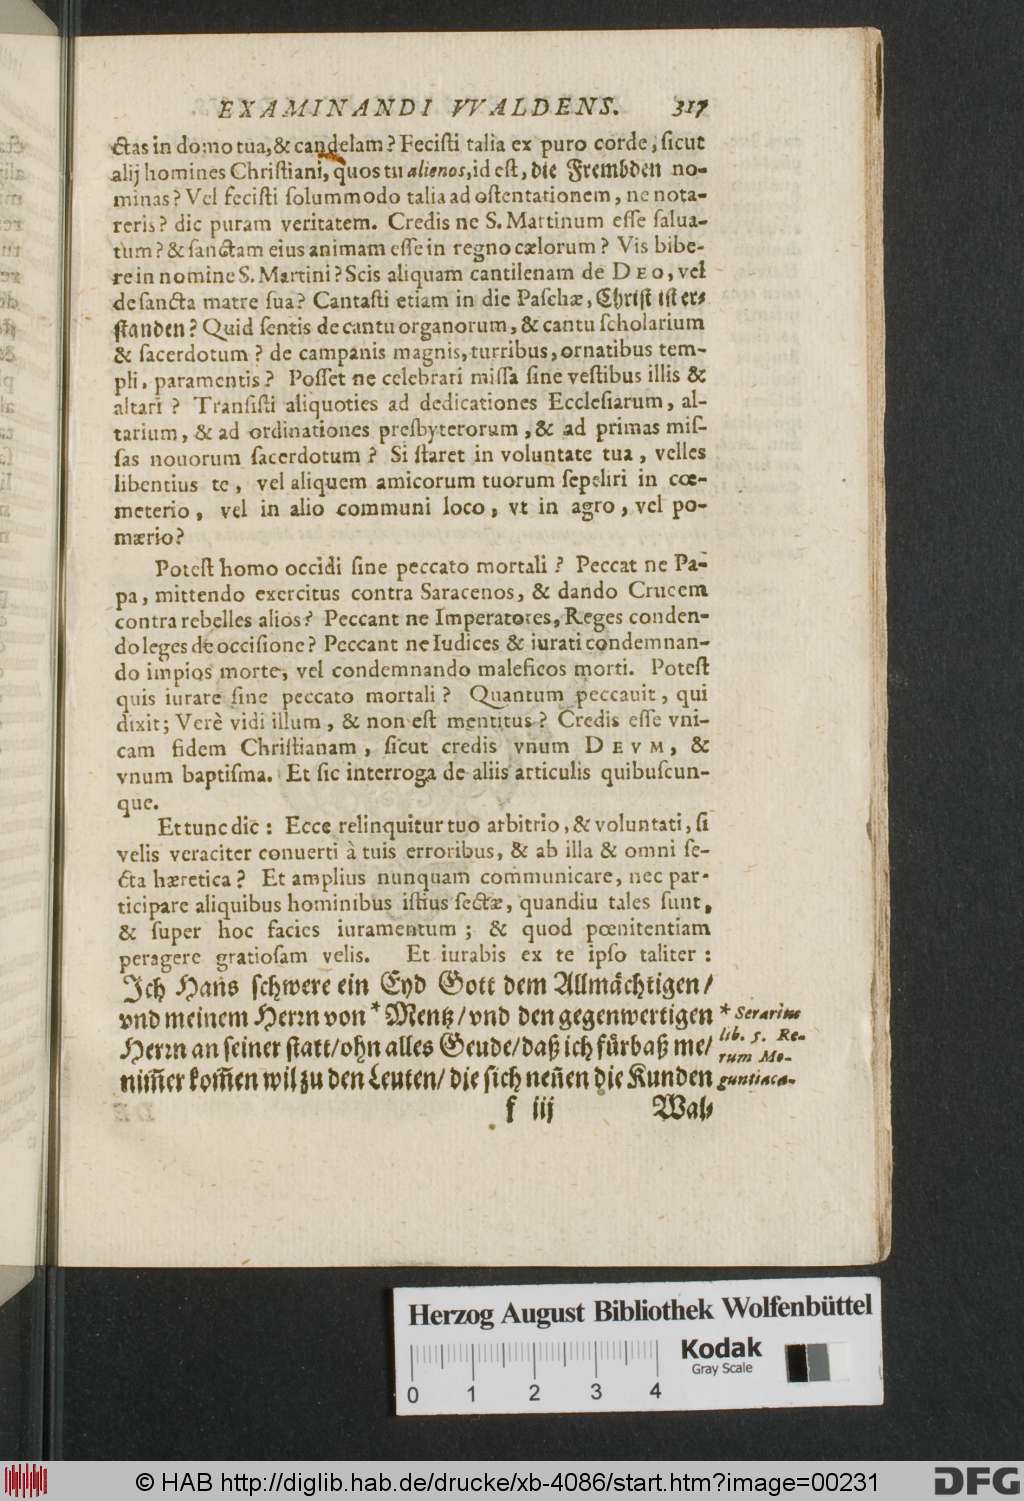 EXAMINANDI VVALDENS. 317
ctas in domo tua, & candelam? Fecisti talia ex puro corde, sicut
alij homines Christiani, quos tu alienos, id est, die Frembden no-
minas? Vel fecisti solummodo talia ad ostentationem, ne nota-
reris? dic puram veritatem. Credis ne S. Martinum esse salua-
tum? & sanctam eius animam esse in regno cælorum? Vis bibe-
re in nomine S. Martini? Scis aliquam cantilenam de DEO, vel
de sancta matre sua? Cantasti etiam in die Paschæ, Christ ist er-
standen? Quid sentis de cantu organorum, & cantu scholarium
& sacerdotum? de campanis magnis, turribus, ornatibus tem-
pli, paramentis? Posset ne celebrari missa sine vestibus illis &
altari? Transisti aliquoties ad dedicationes Ecclesiarum, al-
tarium, & ad ordinationes presbyterorum, & ad primas mis-
sas nouorum sacerdotum? Si staret in voluntate tua, velles
libentius te, vel aliquem amicorum tuorum sepeliri in cœ-
meterio, vel in alio communi loco, vt in agro, vel po-
mærio?
Potest homo occidi sine peccato mortali? Peccat ne Pa-
pa, mittendo exercitus contra Saracenos, & dando Crucem
contra rebelles alios? Peccant ne Imperatores, Reges conden-
do leges de occisione? Peccant ne Iudices & iurati condemnan-
do impios morte, vel condemnando maleficos morti. Potest
quis iurare sine peccato mortali? Quantum peccauit, qui
dixit; Verè vidi illum, & non est mentitus? Credis esse vni-
cam fidem Christianam, sicut credis vnum DEVM, &
vnum baptisma. Et sic interroga de aliis articulis quibuscun-
que.
Et tunc dic: Ecce relinquitur tuo arbitrio, & voluntati, si
velis veraciter conuerti à tuis erroribus, & ab illa & omni se-
cta hæretica? Et amplius nunquam communicare, nec par-
ticipare aliquibus hominibus istius sectæ, quandiu tales sunt,
& super hoc facies iuramentum; & quod pœnitentiam
peragere gratiosam velis. Et iurabis ex te ipso taliter:
Ich Hans schwere ein Eyd Gott dem Allmächtigen/
vnd meinem Herrn von * Mentz/ vnd den gegenwertigen
Herrn an seiner statt/ ohn alles Geude/ daß ich fürbaß me/
nim̃er kom̃en wil zu den Leuten/ die sich neñen die Kunden
* Serarius
lib. 5. Re-
rum Mo-
guntiaca-
f iij Wal-
Herzog August Bibliothek Wolfenbüttel
Kodak
Gray Scale
0 1 2 3 4
© HAB http://diglib.hab.de/drucke/xb-4086/start.htm?image=00231
DFG